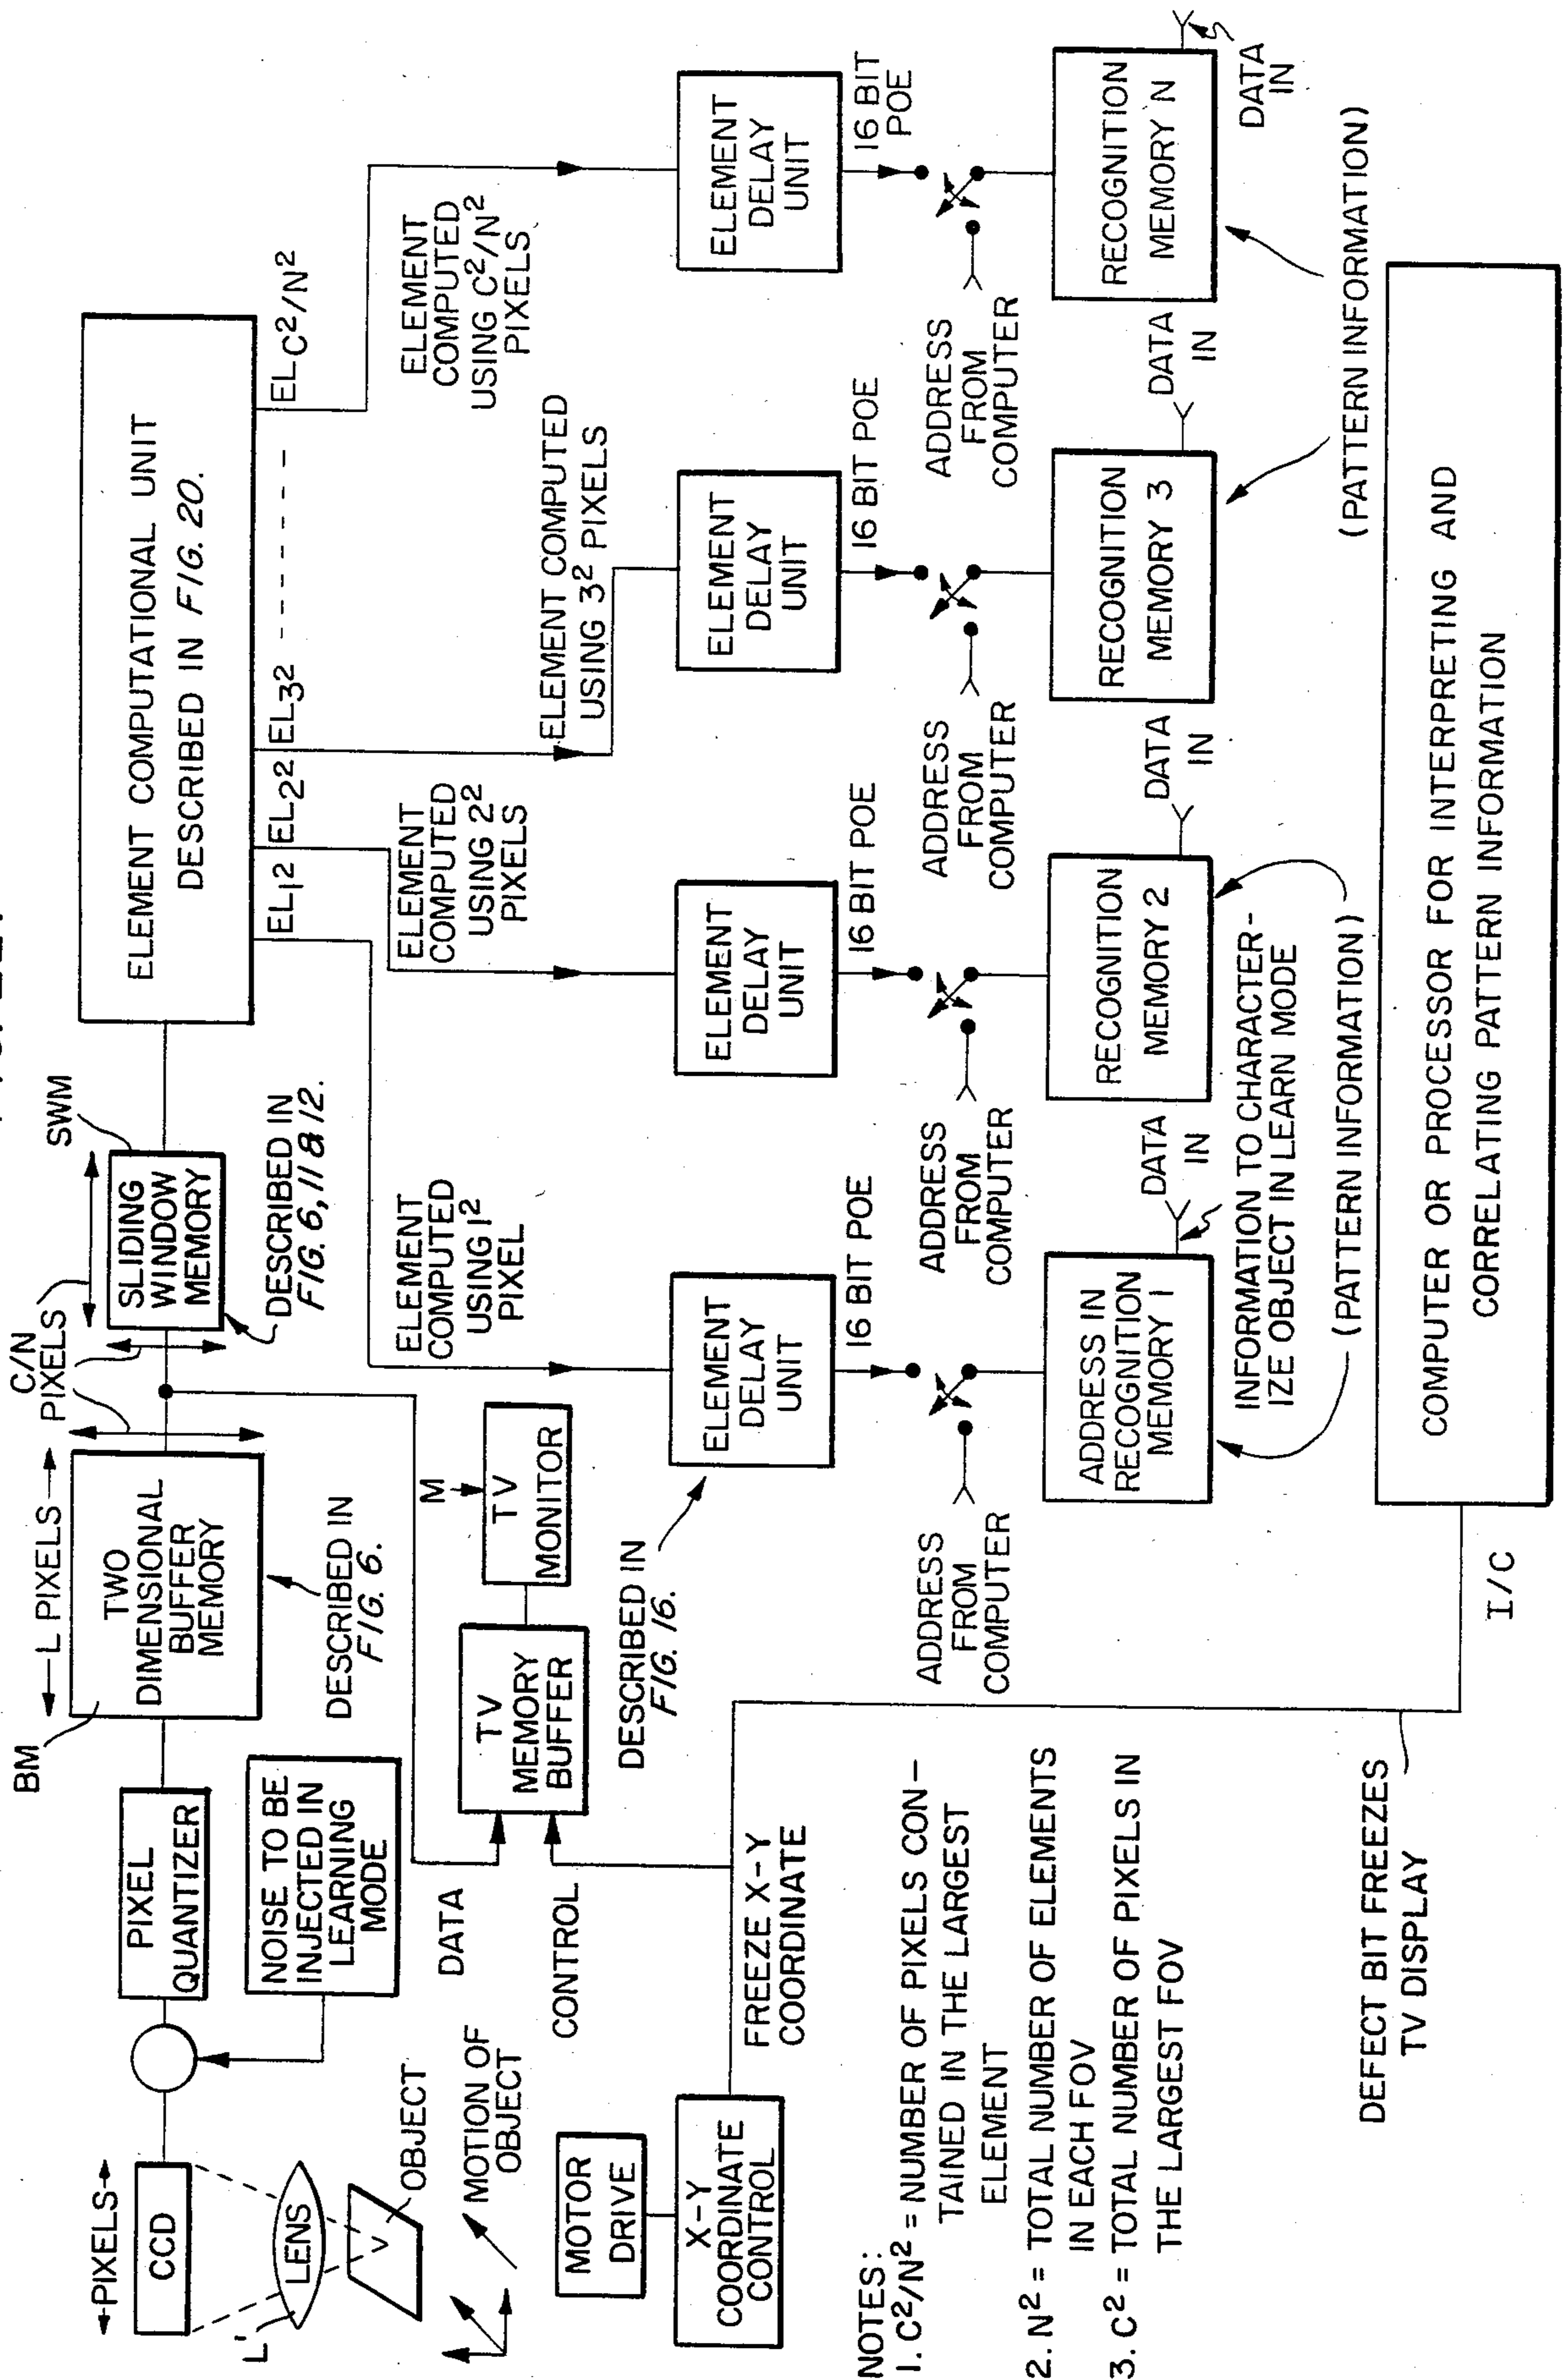 ← PIXELS →
CCD
LENS
L'
OBJECT
MOTION OF
OBJECT
PIXEL
QUANTIZER
NOISE TO BE
INJECTED IN
LEARNING
MODE
BM
← L PIXELS →
TWO
DIMENSIONAL
BUFFER
MEMORY
DESCRIBED IN
FIG. 6.
C/N
PIXELS
SWM
SLIDING
WINDOW
MEMORY
DESCRIBED IN
FIG. 6, 11 & 12.
ELEMENT COMPUTATIONAL UNIT
DESCRIBED IN FIG. 20.
EL1²
EL2²
EL3²
ELC²/N²
DATA
CONTROL
TV
MEMORY
BUFFER
M
TV
MONITOR
ELEMENT
COMPUTED
USING 1²
PIXEL
ELEMENT
COMPUTED
USING 2²
PIXELS
ELEMENT COMPUTED
USING 3² PIXELS
ELEMENT
COMPUTED
USING C²/N²
PIXELS
MOTOR
DRIVE
X-Y
COORDINATE
CONTROL
FREEZE X-Y
COORDINATE
DESCRIBED IN
FIG. 16.
ELEMENT
DELAY
UNIT
ELEMENT
DELAY
UNIT
ELEMENT
DELAY
UNIT
ELEMENT
DELAY
UNIT
16 BIT POE
16 BIT POE
16 BIT POE
16 BIT
POE
ADDRESS
FROM
COMPUTER
ADDRESS
FROM
COMPUTER
ADDRESS
FROM
COMPUTER
ADDRESS
FROM
COMPUTER
ADDRESS IN
RECOGNITION
MEMORY 1
DATA
IN
RECOGNITION
MEMORY 2
DATA
IN
RECOGNITION
MEMORY 3
DATA
IN
RECOGNITION
MEMORY N
DATA
IN
INFORMATION TO CHARACTER-
IZE OBJECT IN LEARN MODE
(PATTERN INFORMATION)
(PATTERN INFORMATION)
COMPUTER OR PROCESSOR FOR INTERPRETING AND
CORRELATING PATTERN INFORMATION
I/C
DEFECT BIT FREEZES
TV DISPLAY
NOTES:
1. C²/N² = NUMBER OF PIXELS CON-
TAINED IN THE LARGEST
ELEMENT
2. N² = TOTAL NUMBER OF ELEMENTS
IN EACH FOV
3. C² = TOTAL NUMBER OF PIXELS IN
THE LARGEST FOV